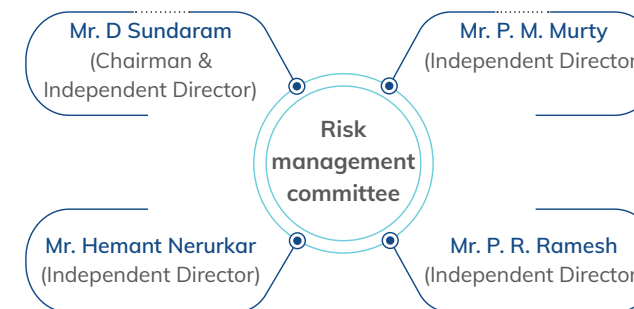 Mr. D Sundaram
(Chairman &
Independent Director)
Mr. P. M. Murty
(Independent Director
Risk
management
committee
Mr. Hemant Nerurkar
(Independent Director)
Mr. P. R. Ramesh
(Independent Director